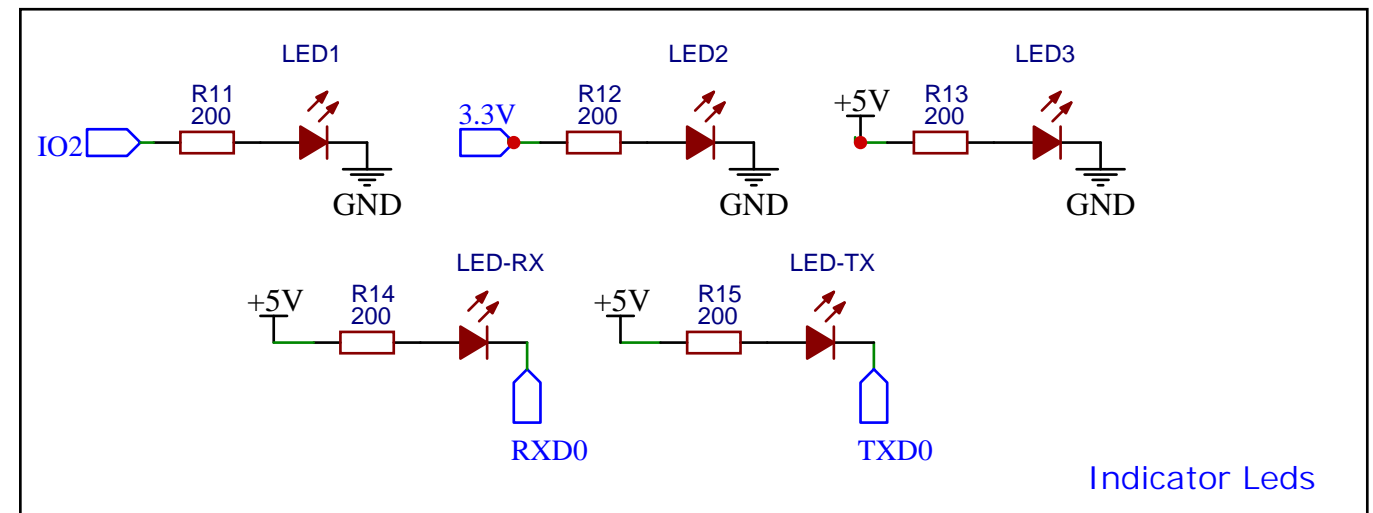 LED1
LED2
LED3
R11
200
R12
200
R13
200
IO2
3.3V
+5V
GND
GND
GND
LED-RX
LED-TX
+5V
R14
200
+5V
R15
200
RXD0
TXD0
Indicator Leds